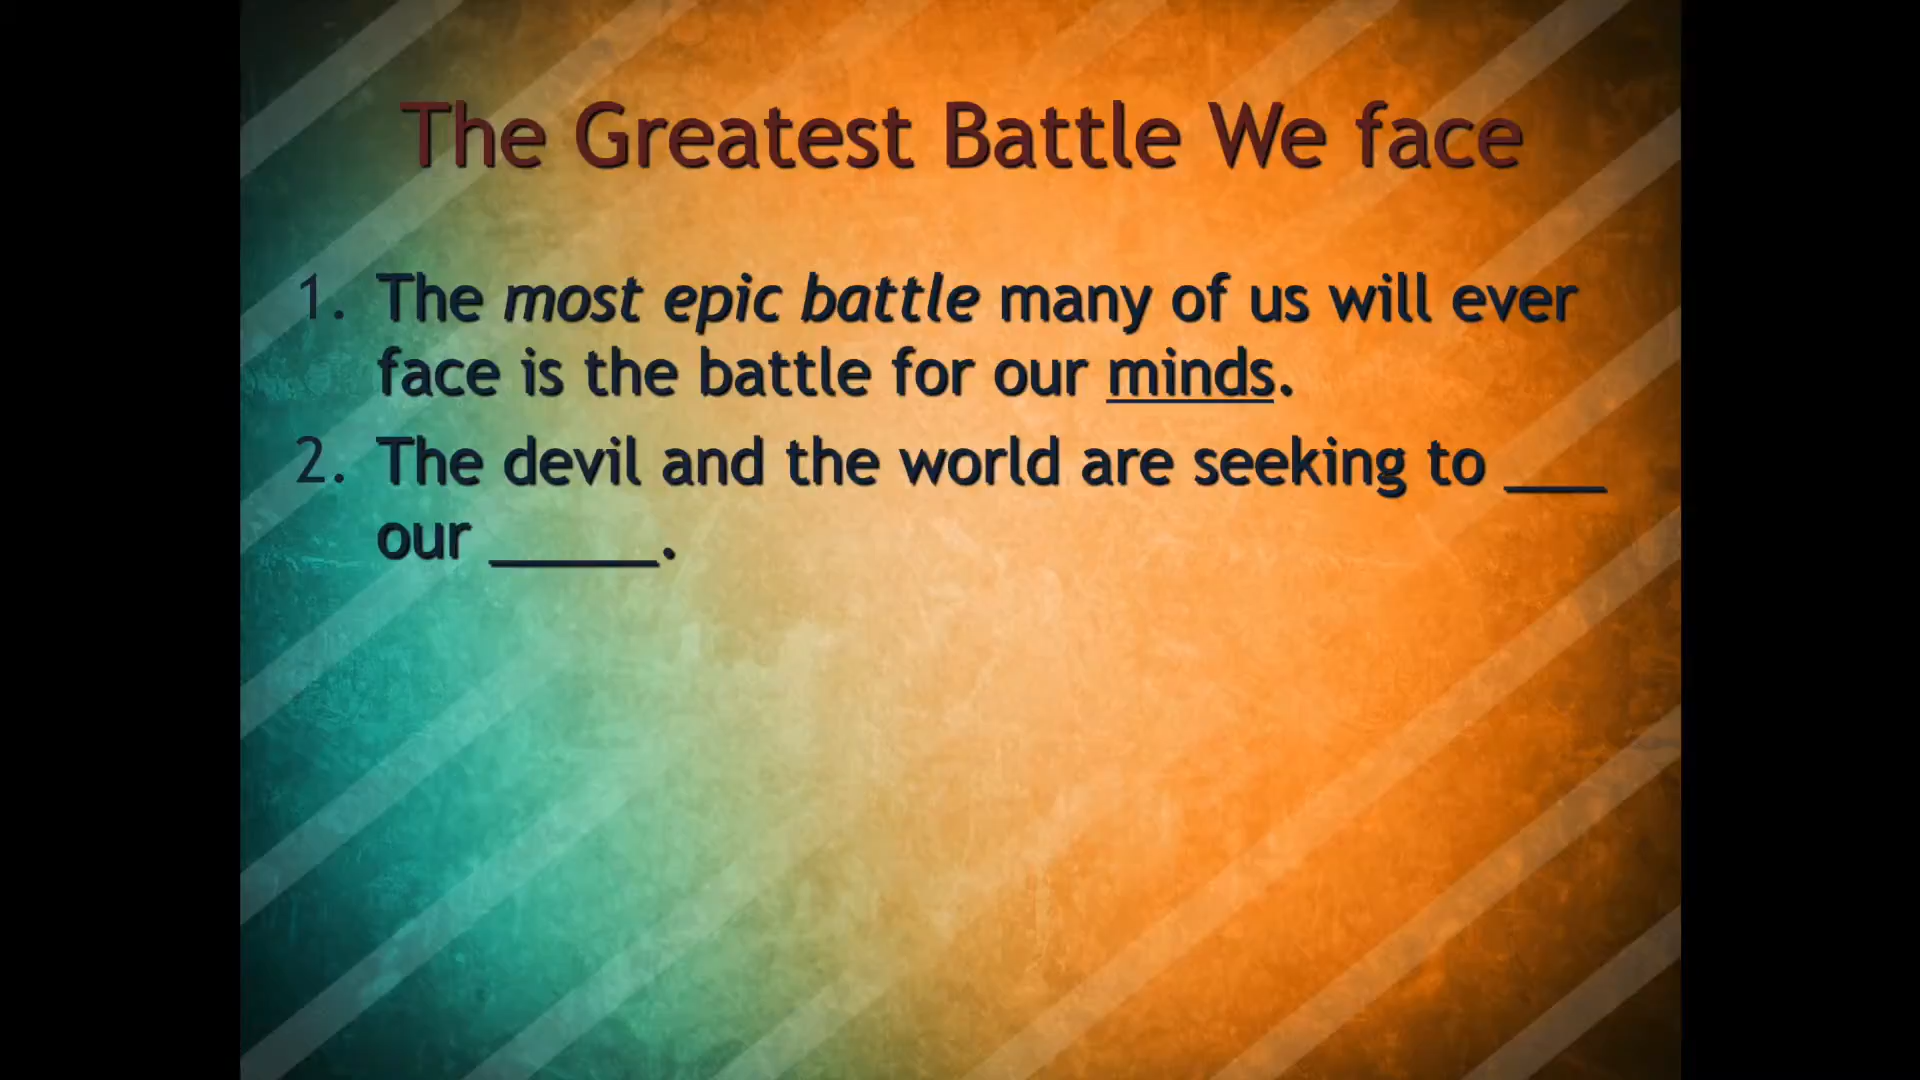 The Greatest Battle We face
1. The most epic battle many of us will ever
face is the battle for our minds.
2. The devil and the world are seeking to ___
our _____.